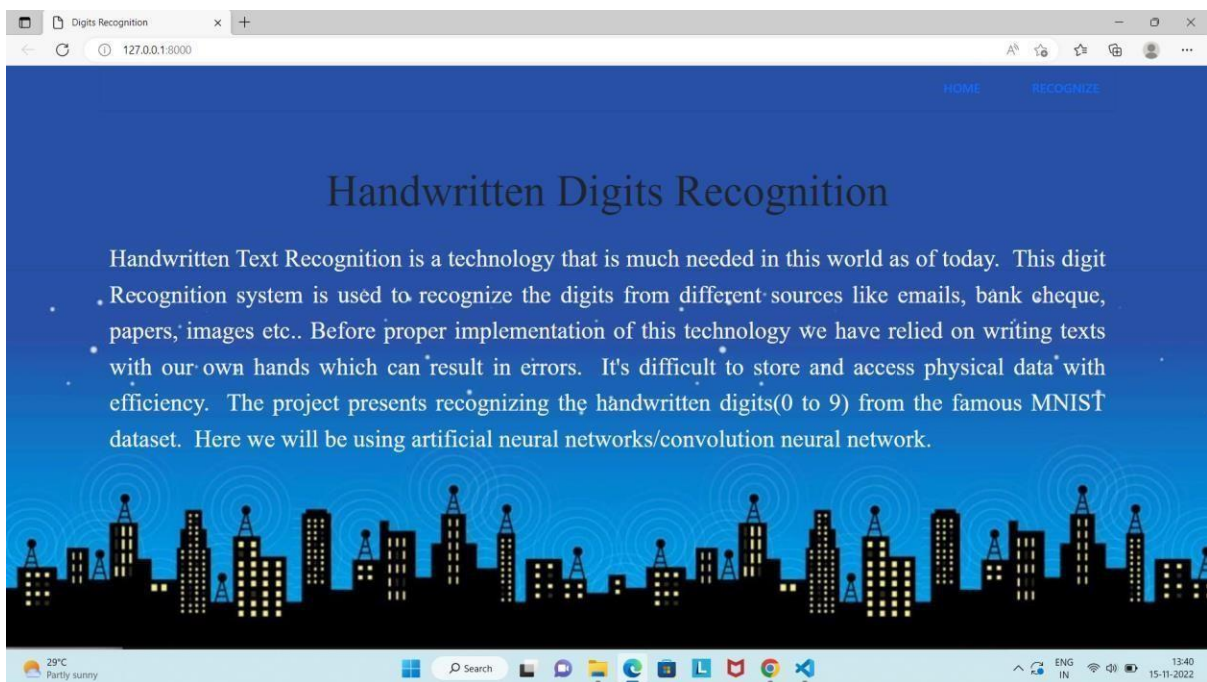 Digits Recognition
127.0.0.1:8000
HOME RECOGNIZE
Handwritten Digits Recognition
Handwritten Text Recognition is a technology that is much needed in this world as of today. This digit
Recognition system is used to recognize the digits from different sources like emails, bank cheque,
papers, images etc.. Before proper implementation of this technology we have relied on writing texts
with our own hands which can result in errors. It's difficult to store and access physical data with
efficiency. The project presents recognizing the handwritten digits(0 to 9) from the famous MNIST
dataset. Here we will be using artificial neural networks/convolution neural network.
29°C
Partly sunny
Search
ENG
IN
13:40
15-11-2022